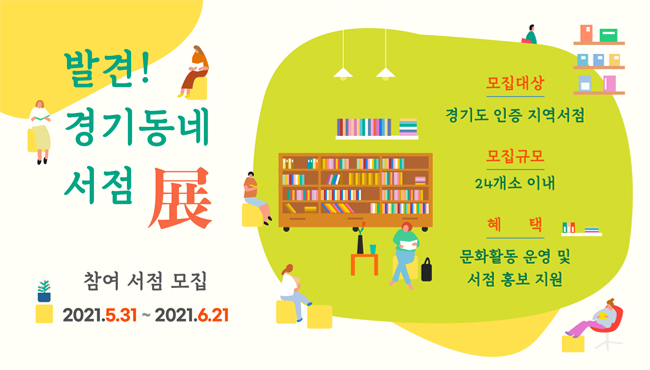 발견!
경기동네
서점 展
참여 서점 모집
2021.5.31 ~ 2021.6.21
모집대상
경기도 인증 지역서점
모집규모
24개소 이내
혜 택
문화활동 운영 및
서점 홍보 지원